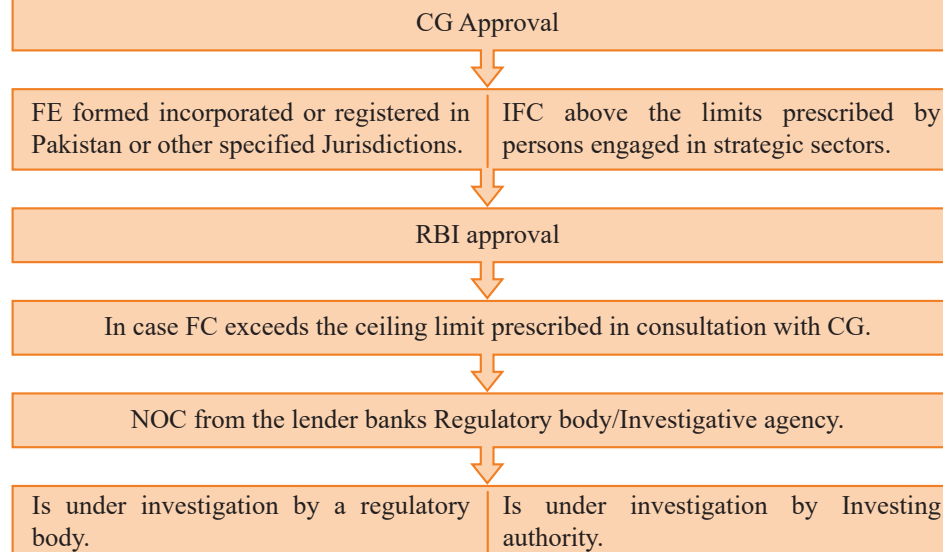 CG Approval
FE formed incorporated or registered in
Pakistan or other specified Jurisdictions.
IFC above the limits prescribed by
persons engaged in strategic sectors.
RBI approval
In case FC exceeds the ceiling limit prescribed in consultation with CG.
NOC from the lender banks Regulatory body/Investigative agency.
Is under investigation by a regulatory
body.
Is under investigation by Investing
authority.